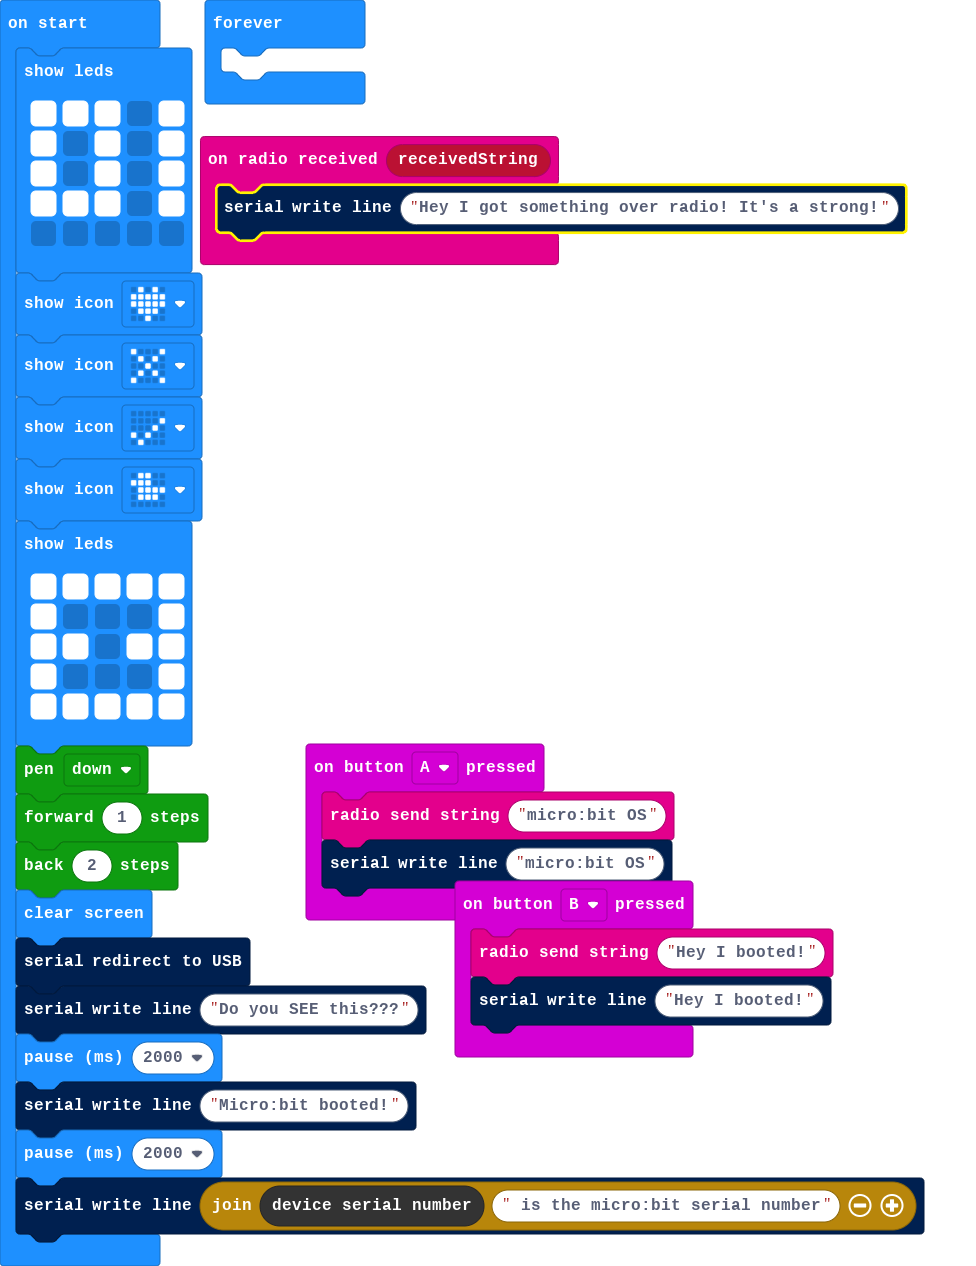 on start
show leds
show icon
show icon
show icon
show icon
show leds
pen down
forward 1 steps
back 2 steps
clear screen
serial redirect to USB
serial write line "Do you SEE this???"
pause (ms) 2000
serial write line "Micro:bit booted!"
pause (ms) 2000
serial write line join device serial number " is the micro:bit serial number"
forever
on radio received receivedString
serial write line "Hey I got something over radio! It's a strong!"
on button A pressed
radio send string "micro:bit OS"
serial write line "micro:bit OS"
on button B pressed
radio send string "Hey I booted!"
serial write line "Hey I booted!"